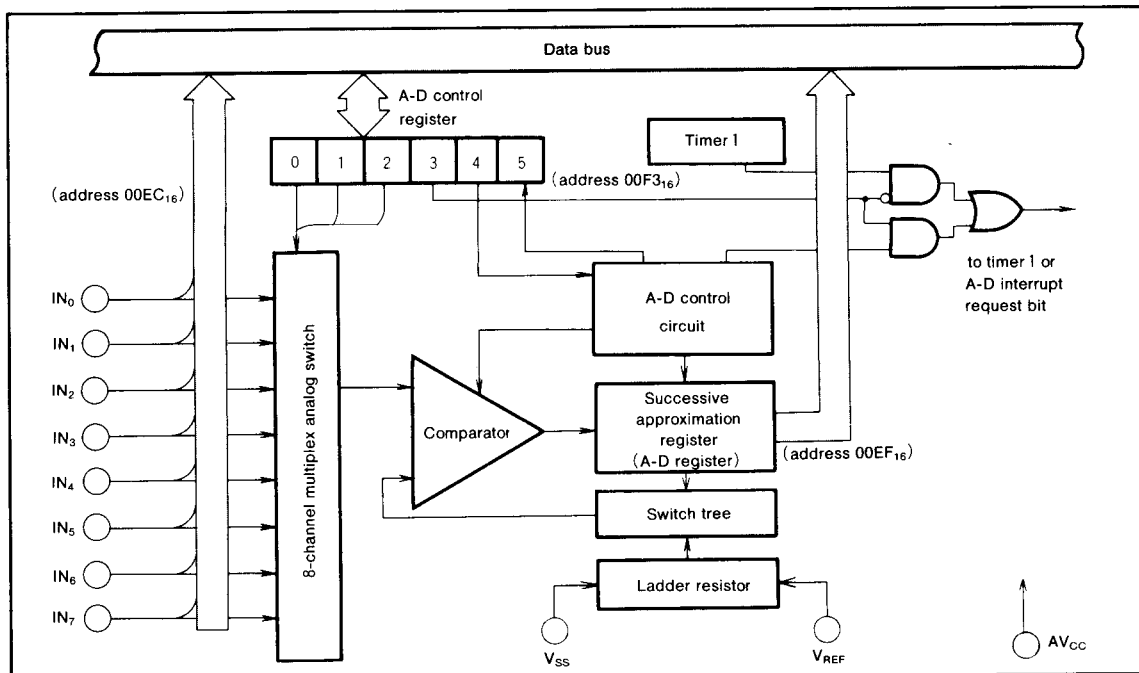 Data bus
A-D control
register
Timer 1
0 1 2 3 4 5
(address 00EC₁₆)
(address 00F3₁₆)
to timer 1 or
A-D interrupt
request bit
A-D control
circuit
IN₀
IN₁
IN₂
IN₃
IN₄
IN₅
IN₆
IN₇
8-channel multiplex analog switch
Comparator
Successive
approximation
register
(A-D register)
(address 00EF₁₆)
Switch tree
Ladder resistor
V_SS
V_REF
AV_CC